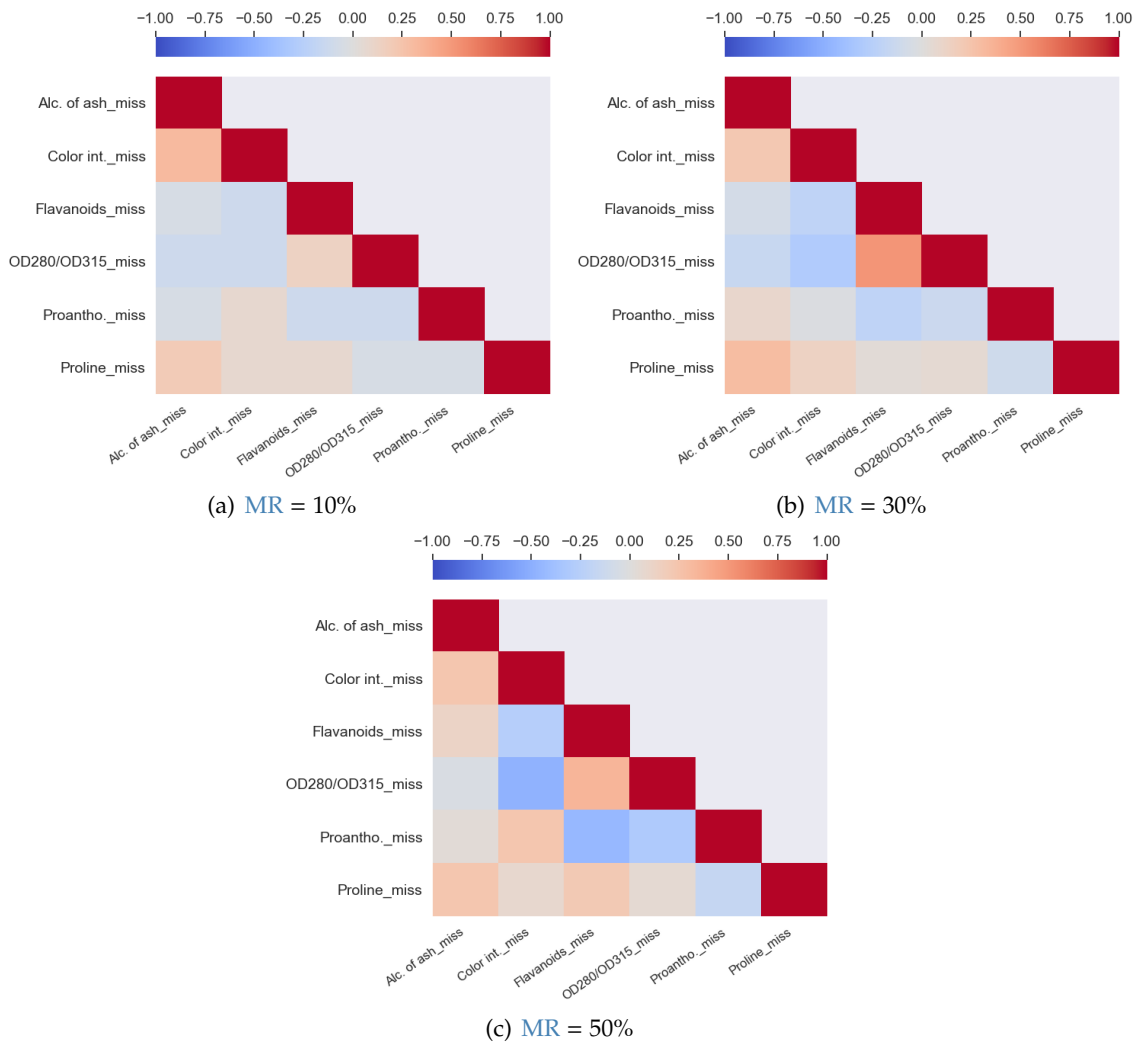 −1.00 −0.75 −0.50 −0.25 0.00 0.25 0.50 0.75 1.00
Alc. of ash_miss
Color int._miss
Flavanoids_miss
OD280/OD315_miss
Proantho._miss
Proline_miss
Alc. of ash_miss
Color int._miss
Flavanoids_miss
OD280/OD315_miss
Proantho._miss
Proline_miss
(a) MR = 10%
−1.00 −0.75 −0.50 −0.25 0.00 0.25 0.50 0.75 1.00
Alc. of ash_miss
Color int._miss
Flavanoids_miss
OD280/OD315_miss
Proantho._miss
Proline_miss
Alc. of ash_miss
Color int._miss
Flavanoids_miss
OD280/OD315_miss
Proantho._miss
Proline_miss
(b) MR = 30%
−1.00 −0.75 −0.50 −0.25 0.00 0.25 0.50 0.75 1.00
Alc. of ash_miss
Color int._miss
Flavanoids_miss
OD280/OD315_miss
Proantho._miss
Proline_miss
Alc. of ash_miss
Color int._miss
Flavanoids_miss
OD280/OD315_miss
Proantho._miss
Proline_miss
(c) MR = 50%